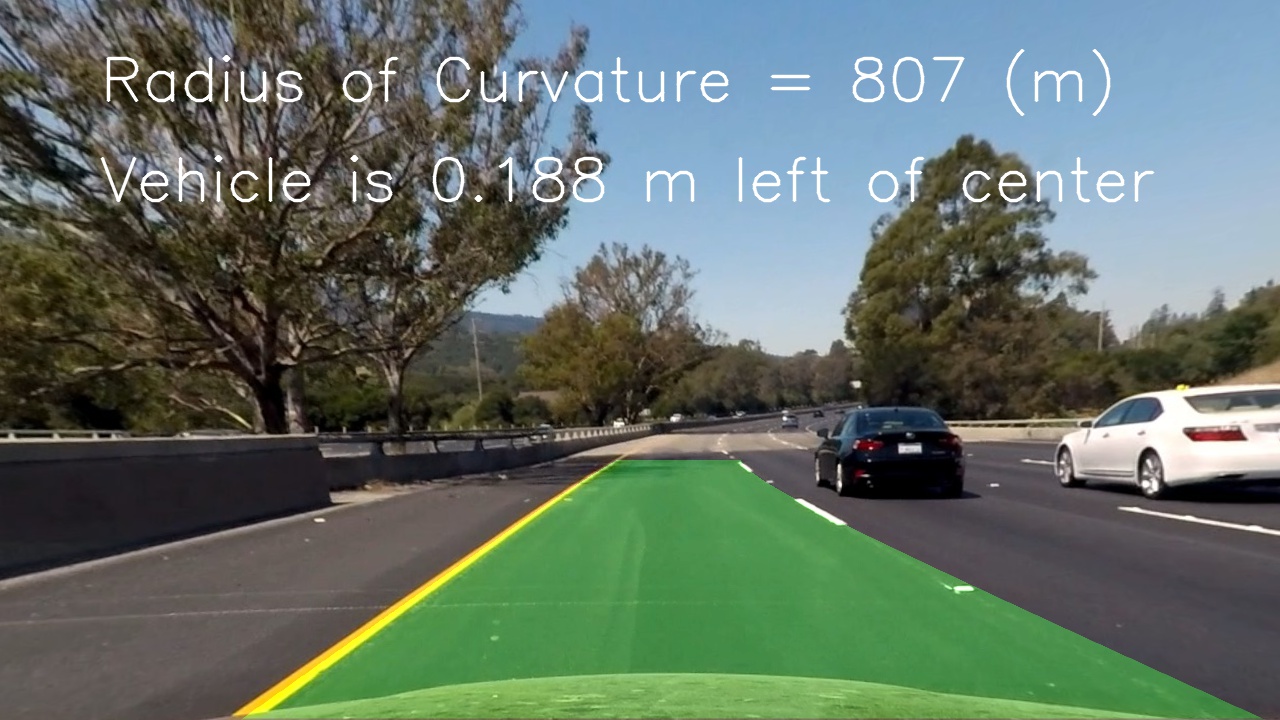 Radius of Curvature = 807 (m)
Vehicle is 0.188 m left of center